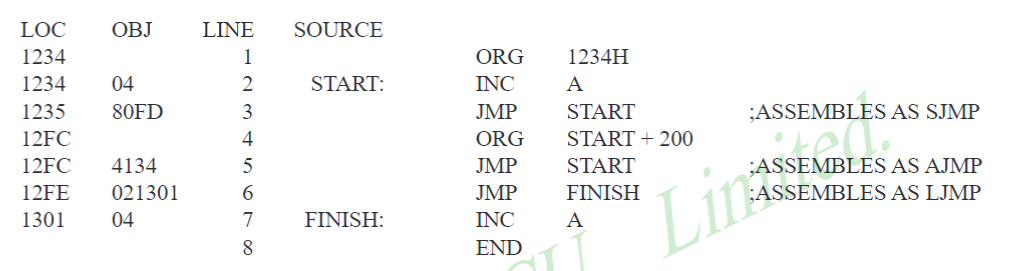 LOC OBJ LINE SOURCE
1234 1 ORG 1234H
1234 04 2 START: INC A
1235 80FD 3 JMP START ;ASSEMBLES AS SJMP
12FC 4 ORG START + 200
12FC 4134 5 JMP START ;ASSEMBLES AS AJMP
12FE 021301 6 JMP FINISH ;ASSEMBLES AS LJMP
1301 04 7 FINISH: INC A
8 END
Limited.